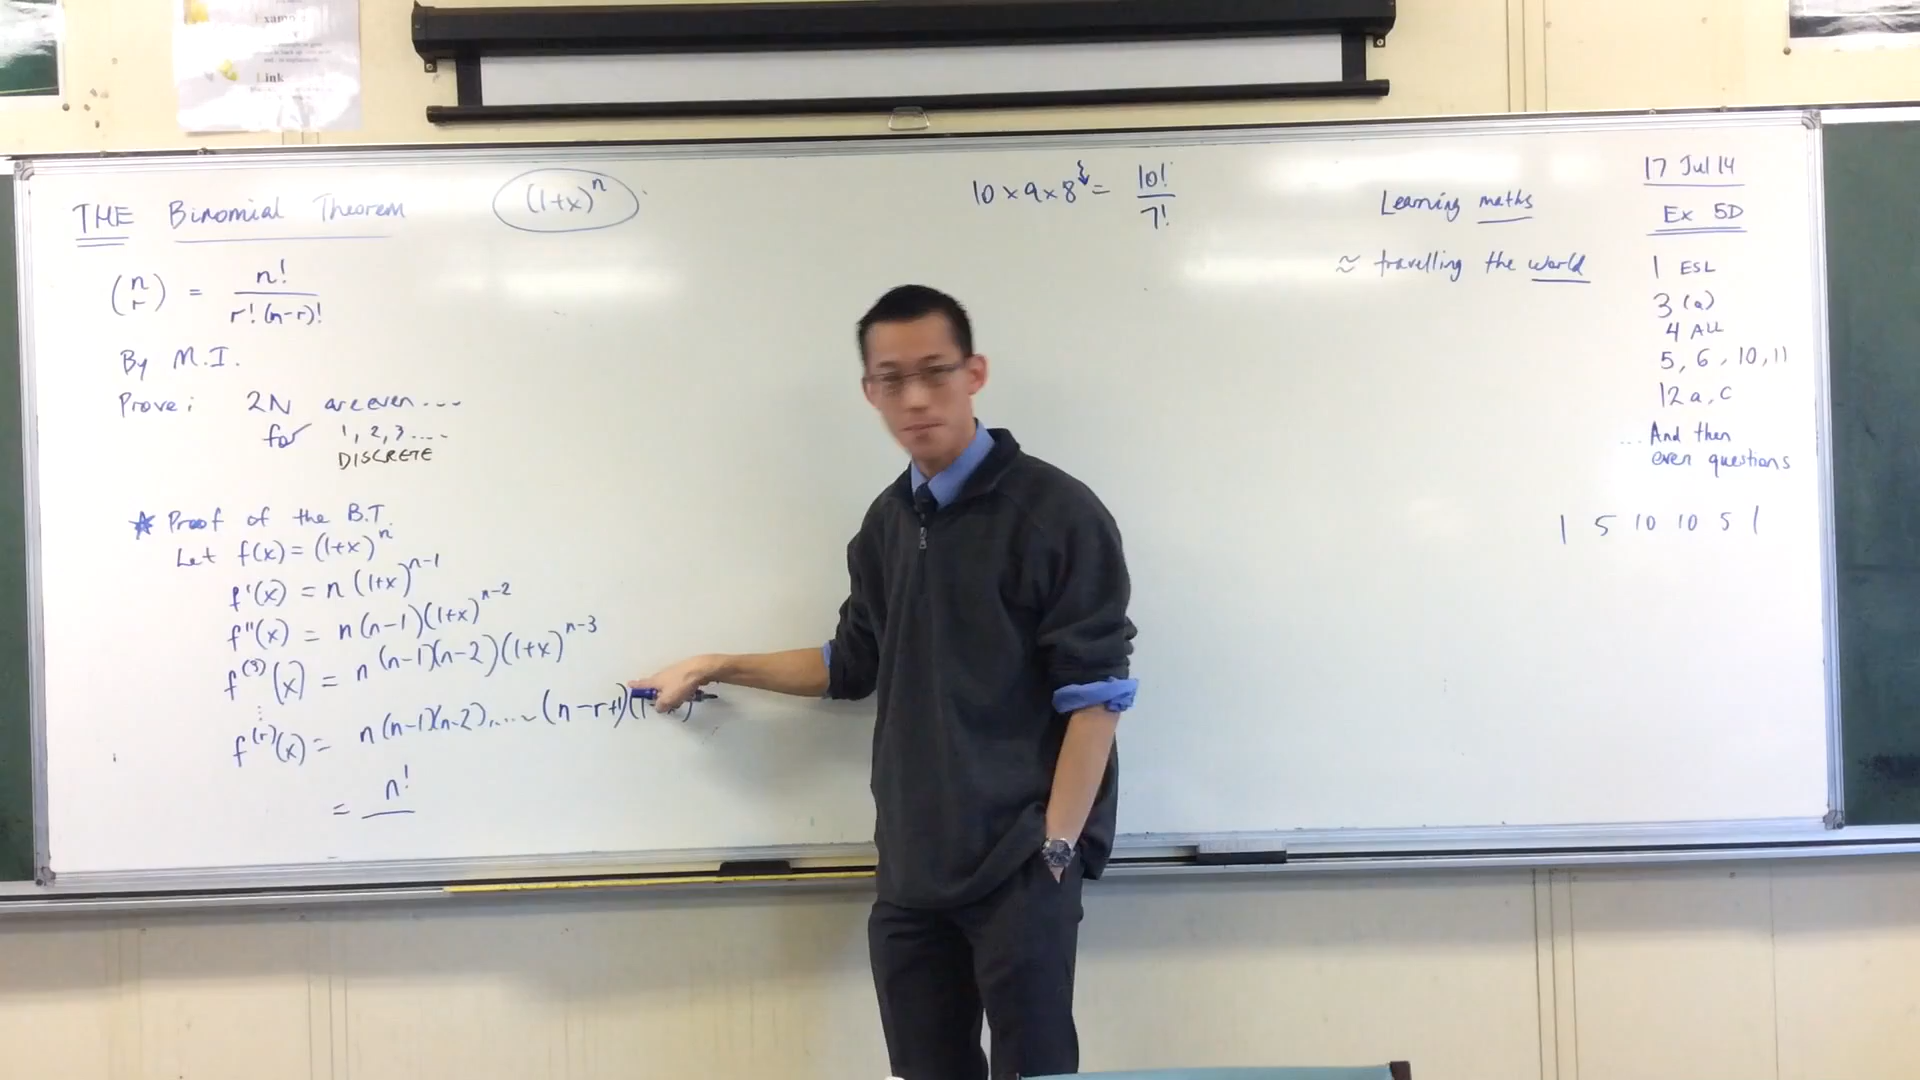 Example
Link
THE Binomial Theorem
(1+x)^n
(n r) = n! / r!(n-r)!
By M.I.
Prove: 2N are even ....
for 1, 2, 3 ....
DISCRETE
★ Proof of the B.T.
Let f(x) = (1+x)^n
f'(x) = n(1+x)^{n-1}
f''(x) = n(n-1)(1+x)^{n-2}
f^{(3)}(x) = n(n-1)(n-2)(1+x)^{n-3}
⋮
f^{(r)}(x) = n(n-1)(n-2).....(n-r+1)(1
= n!
10 × 9 × 8 = 10! / 7!
Learning maths
≈ travelling the world
17 Jul 14
Ex 5D
1 ESL
3 (a)
4 ALL
5, 6, 10, 11
12 a, c
... And then
even questions
1 5 10 10 5 1